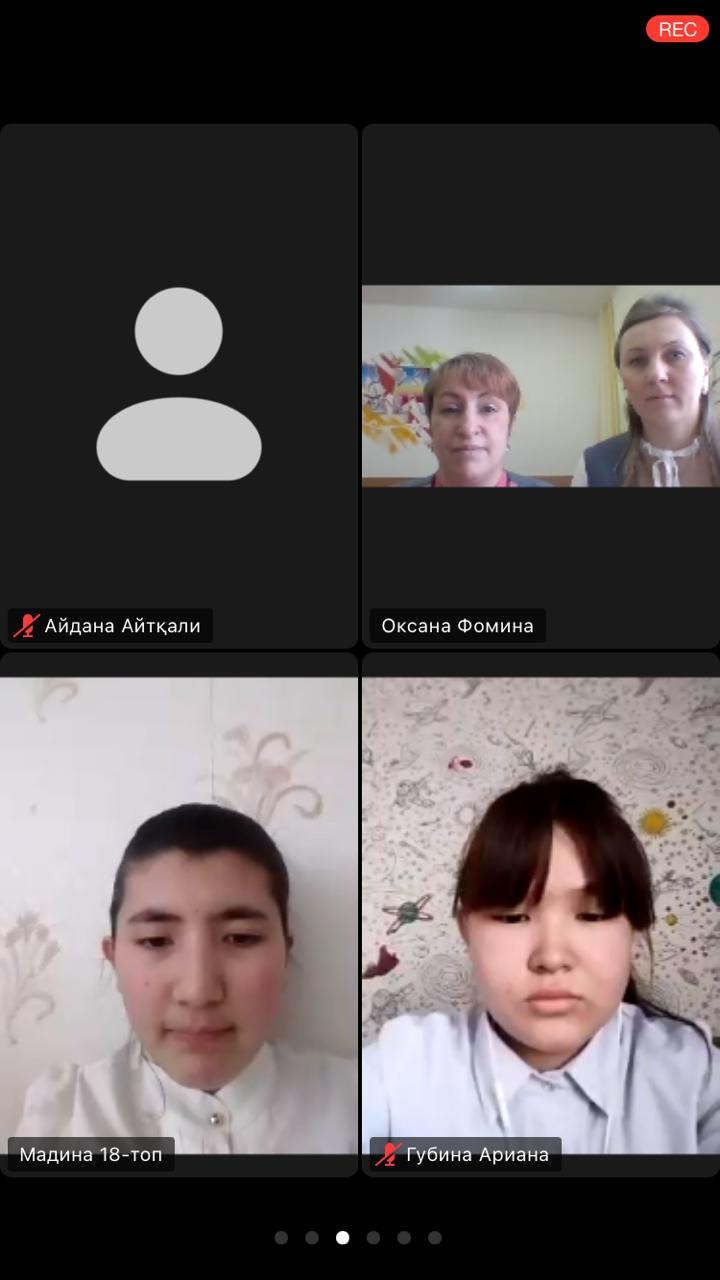 REC
Айдана Айтқали
Оксана Фомина
Мадина 18-топ
Губина Ариана